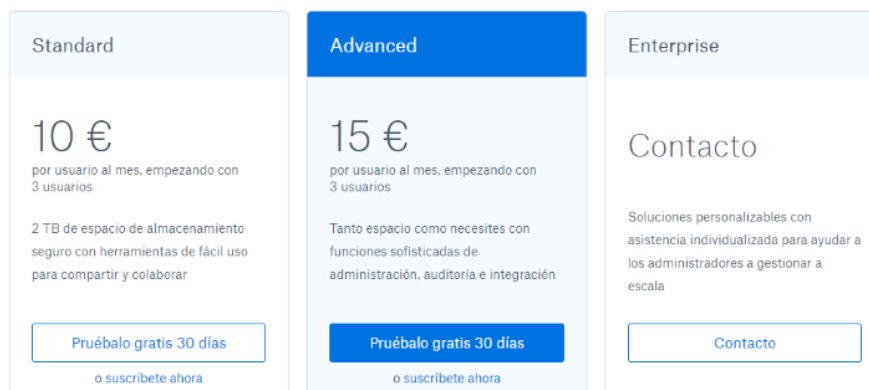 Standard
10 €
por usuario al mes, empezando con
3 usuarios
2 TB de espacio de almacenamiento
seguro con herramientas de fácil uso
para compartir y colaborar
Pruébalo gratis 30 días
o suscríbete ahora
Advanced
15 €
por usuario al mes, empezando con
3 usuarios
Tanto espacio como necesites con
funciones sofisticadas de
administración, auditoría e integración
Pruébalo gratis 30 días
o suscríbete ahora
Enterprise
Contacto
Soluciones personalizables con
asistencia individualizada para ayudar a
los administradores a gestionar a
escala
Contacto